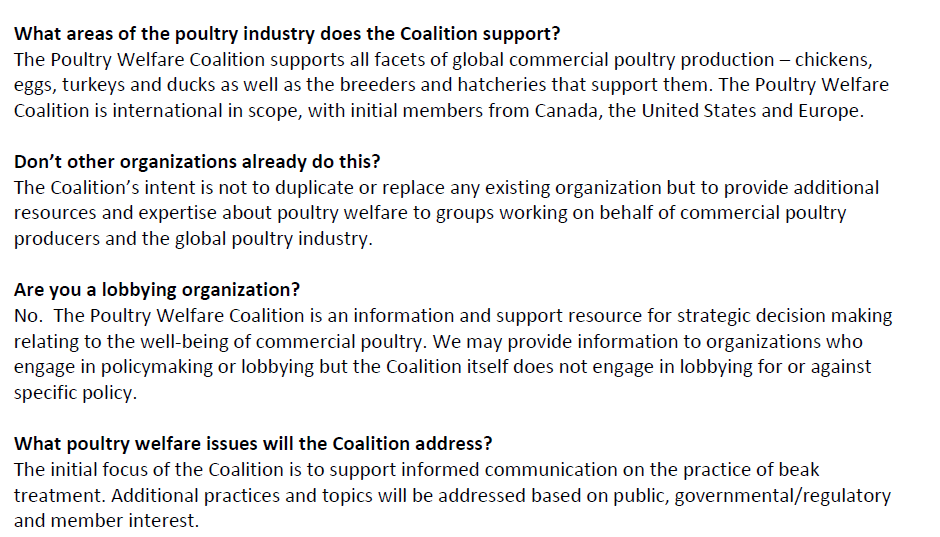 What areas of the poultry industry does the Coalition support?
The Poultry Welfare Coalition supports all facets of global commercial poultry production – chickens,
eggs, turkeys and ducks as well as the breeders and hatcheries that support them. The Poultry Welfare
Coalition is international in scope, with initial members from Canada, the United States and Europe.
Don’t other organizations already do this?
The Coalition’s intent is not to duplicate or replace any existing organization but to provide additional
resources and expertise about poultry welfare to groups working on behalf of commercial poultry
producers and the global poultry industry.
Are you a lobbying organization?
No.  The Poultry Welfare Coalition is an information and support resource for strategic decision making
relating to the well-being of commercial poultry. We may provide information to organizations who
engage in policymaking or lobbying but the Coalition itself does not engage in lobbying for or against
specific policy.
What poultry welfare issues will the Coalition address?
The initial focus of the Coalition is to support informed communication on the practice of beak
treatment. Additional practices and topics will be addressed based on public, governmental/regulatory
and member interest.